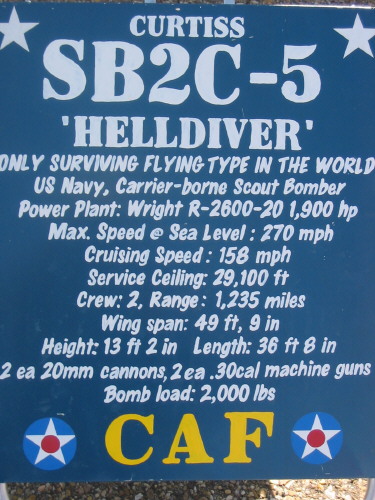 CURTISS
SB2C-5
'HELLDIVER'
ONLY SURVIVING FLYING TYPE IN THE WORLD
US Navy, Carrier-borne Scout Bomber
Power Plant: Wright R-2600-20 1,900 hp
Max. Speed @ Sea Level : 270 mph
Cruising Speed : 158 mph
Service Ceiling: 29,100 ft
Crew: 2, Range: 1,235 miles
Wing span: 49 ft, 9 in
Height: 13 ft 2 in Length: 36 ft 8 in
2 ea 20mm cannons, 2 ea .30cal machine guns
Bomb load: 2,000 lbs
CAF